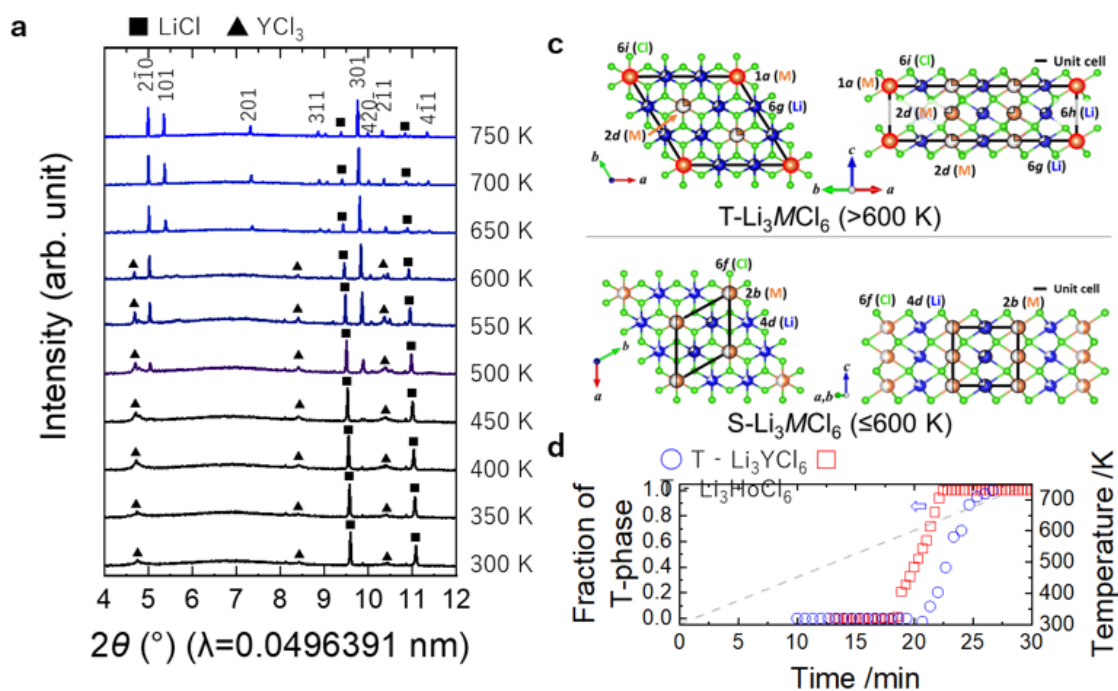 a
■ LiCl ▲ YCl3
2-10
101
201
311
301
420
2-11
4-11
750 K
700 K
650 K
600 K
550 K
500 K
450 K
400 K
350 K
300 K
Intensity (arb. unit)
4 5 6 7 8 9 10 11 12
2θ (°) (λ=0.0496391 nm)
c
6i (Cl)
1a (M)
6g (Li)
2d (M)
b
a
6i (Cl)
Unit cell
1a (M)
2d (M)
6h (Li)
c
b
a
2d (M)
6g (Li)
T-Li3MCl6 (>600 K)
6f (Cl)
2b (M)
4d (Li)
b
a
Unit cell
6f (Cl) 4d (Li) 2b (M)
c
a,b
S-Li3MCl6 (≤600 K)
d
T - Li3YCl6
T - Li3HoCl6
Fraction of
T-phase
1.0
0.8
0.6
0.4
0.2
0.0
700
600
500
400
300
Temperature /K
0 5 10 15 20 25 30
Time /min